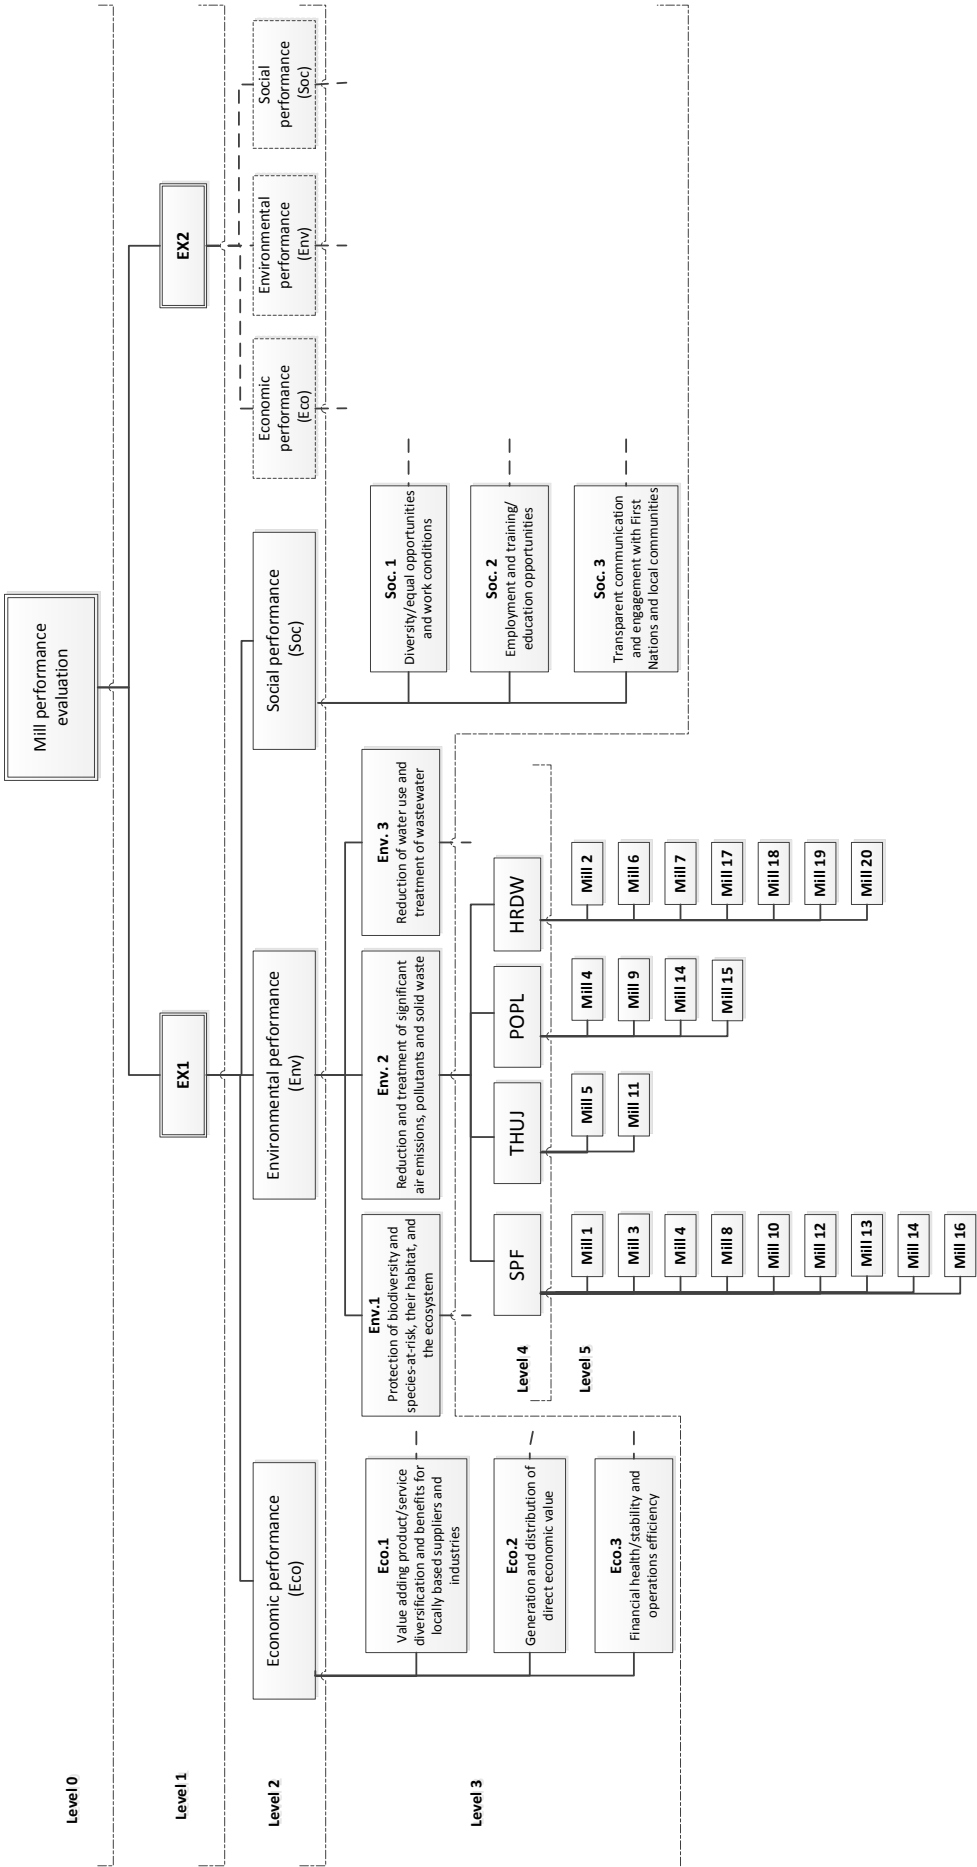 Level 0
Mill performance
evaluation
Level 1
EX1
EX2
Level 2
Economic performance
(Eco)
Environmental performance
(Env)
Social performance
(Soc)
Economic
performance
(Eco)
Environmental
performance
(Env)
Social
performance
(Soc)
Level 3
Eco.1
Value adding product/service
diversification and benefits for
locally based suppliers and
industries
Eco.2
Generation and distribution of
direct economic value
Eco.3
Financial health/stability and
operations efficiency
Env.1
Protection of biodiversity and
species-at-risk, their habitat, and
the ecosystem
Env. 2
Reduction and treatment of significant
air emissions, pollutants and solid waste
Env. 3
Reduction of water use and
treatment of wastewater
Soc. 1
Diversity/equal opportunities
and work conditions
Soc. 2
Employment and training/
education opportunities
Soc. 3
Transparent communication
and engagement with First
Nations and local communities
Level 4
SPF
THUJ
POPL
HRDW
Level 5
Mill 1
Mill 3
Mill 4
Mill 8
Mill 10
Mill 12
Mill 13
Mill 14
Mill 16
Mill 5
Mill 11
Mill 4
Mill 9
Mill 14
Mill 15
Mill 2
Mill 6
Mill 7
Mill 17
Mill 18
Mill 19
Mill 20